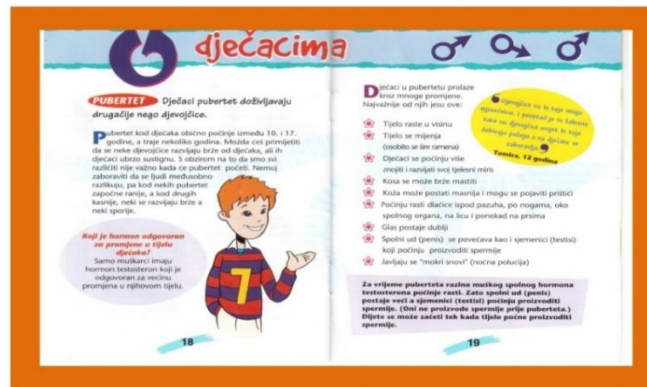 O dječacima
PUBERTET Dječaci pubertet doživljavaju
drugačije nego djevojčice.
Pubertet kod dječaka obično počinje između 10. i 17.
godine, a traje nekoliko godina. Možda ćeš primijetiti
da se neke djevojčice razvijaju brže od dječaka, ali ih
dječaci ubrzo sustignu. S obzirom na to da smo svi
različiti nije važno kada će pubertet početi. Nemoj
zaboraviti da se ljudi međusobno
razlikuju, pa kod nekih pubertet
započne ranije, a kod drugih
kasnije, neki se razvijaju brže a
neki sporije.
Koji je hormon odgovoran
za promjene u tijelu
dječaka?
Samo muškarci imaju
hormon testosteron koji je
odgovoran za većinu
promjena u njihovom tijelu.
7
18
Dječaci u pubertetu prolaze
kroz mnoge promjene.
Najvažnije od njih jesu ove:
Tijelo raste u visinu
Tijelo se mijenja
(osobito se šire ramena)
Dječaci se počinju više
znojiti i razvijati svoj tjelesni miris
Kosa se može brže mastiti
Koža može postati masnija i mogu se pojaviti prištići
Počinju rasti dlačice ispod pazuha, po nogama, oko
spolnog organa, na licu i ponekad na prsima
Glas postaje dublji
Spolni ud (penis) se povećava kao i sjemenici (testisi)
koji počinju proizvoditi spermije
Javljaju se "mokri snovi" (noćna polucija)
Tomica, 12 godina
Za vrijeme puberteta razina muškog spolnog hormona
testosterona počinje rasti. Zato spolni ud (penis)
postaje veći a sjemenici (testisi) počinju proizvoditi
spermije. (Oni ne proizvode spermije prije puberteta.)
Dijete se može začeti tek kada tijelo počne proizvoditi
spermije.
19